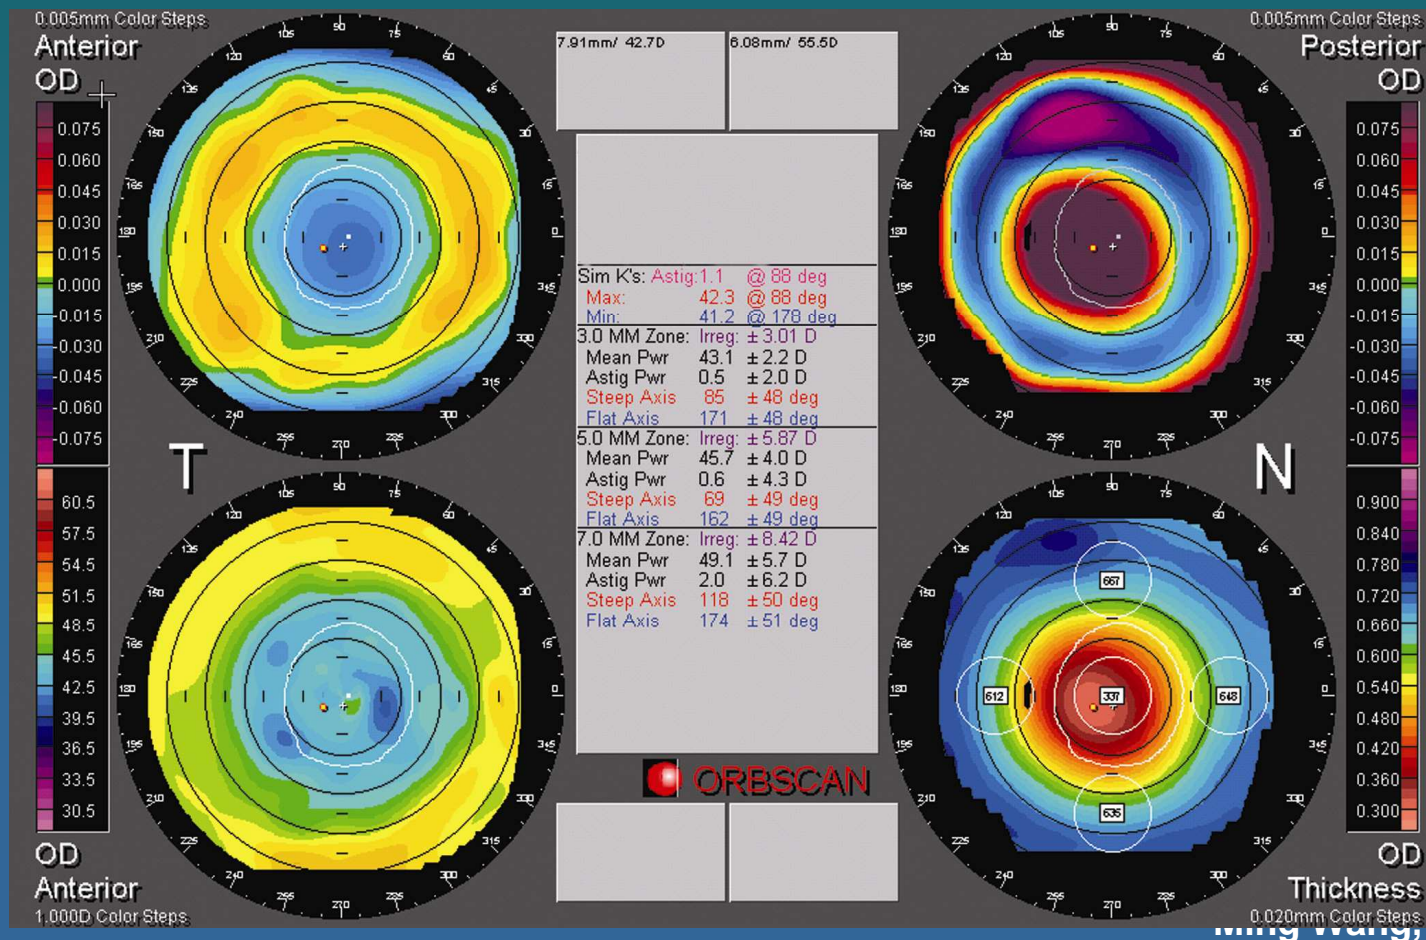 0.005mm Color Steps
Anterior
OD
0.075
0.060
0.045
0.030
0.015
0.000
-0.015
-0.030
-0.045
-0.060
-0.075
7.91mm/ 42.7D
6.08mm/ 55.5D
0.005mm Color Steps
Posterior
OD
0.075
0.060
0.045
0.030
0.015
0.000
-0.015
-0.030
-0.045
-0.060
-0.075
T
N
Sim K's: Astig: 1.1 @ 88 deg
Max: 42.3 @ 88 deg
Min: 41.2 @ 178 deg
3.0 MM Zone: Irreg: ± 3.01 D
Mean Pwr 43.1 ± 2.2 D
Astig Pwr 0.5 ± 2.0 D
Steep Axis 85 ± 48 deg
Flat Axis 171 ± 48 deg
5.0 MM Zone: Irreg: ± 5.87 D
Mean Pwr 45.7 ± 4.0 D
Astig Pwr 0.6 ± 4.3 D
Steep Axis 69 ± 49 deg
Flat Axis 162 ± 49 deg
7.0 MM Zone: Irreg: ± 8.42 D
Mean Pwr 49.1 ± 5.7 D
Astig Pwr 2.0 ± 6.2 D
Steep Axis 118 ± 50 deg
Flat Axis 174 ± 51 deg
ORBSCAN
60.5
57.5
54.5
51.5
48.5
45.5
42.5
39.5
36.5
33.5
30.5
OD
Anterior
1.000D Color Steps
667
612
337
648
635
0.900
0.840
0.780
0.720
0.660
0.600
0.540
0.480
0.420
0.360
0.300
OD
Thickness
0.020mm Color Steps
Ming Wang,